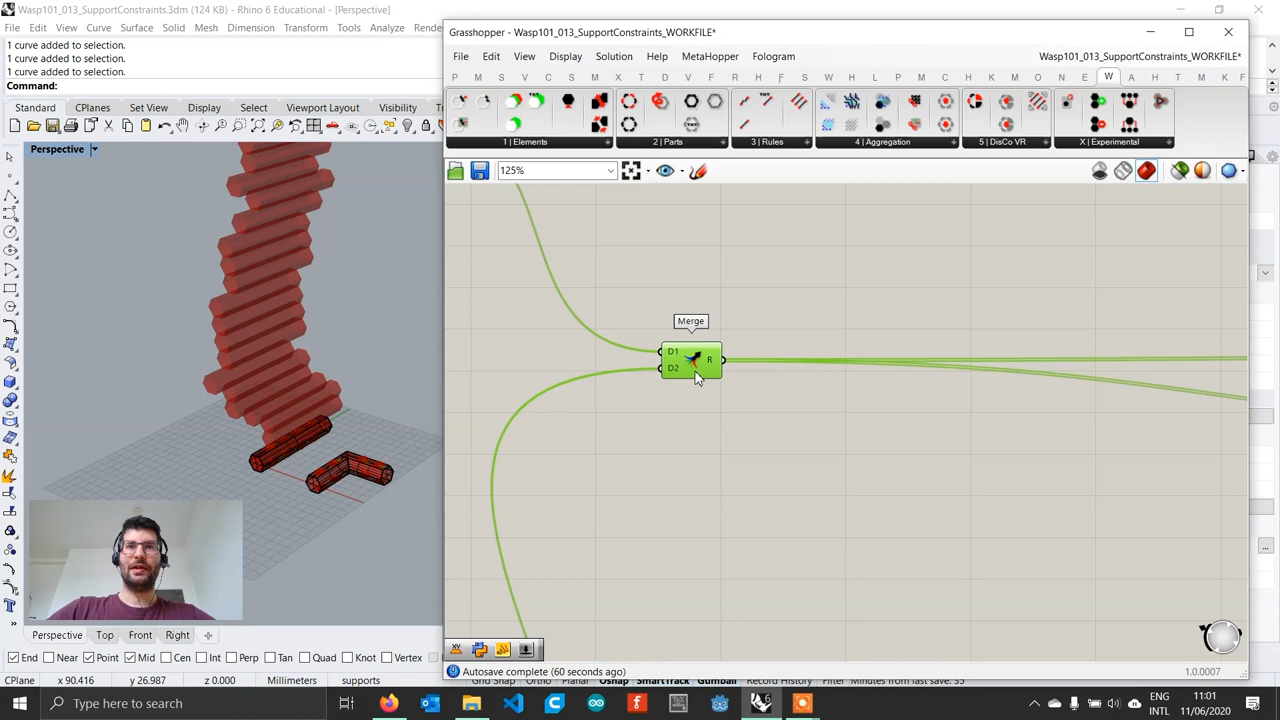 Wasp101_013_SupportConstraints.3dm (124 KB) - Rhino 6 Educational - [Perspective]
File Edit View Curve Surface Solid Mesh Dimension Transform Tools Analyze Rende
1 curve added to selection.
1 curve added to selection.
1 curve added to selection.
Command:
Standard CPlanes Set View Display Select Viewport Layout Visibility
Perspective
Grasshopper - Wasp101_013_SupportConstraints_WORKFILE*
File Edit View Display Solution Help MetaHopper Fologram
Wasp101_013_SupportConstraints_WORKFILE*
P M S M I X T D V F U T S I F W H L P K E W A H X K F
1 | Elements 2 | Parts 3 | Rules 4 | Aggregation 5 | DisCo VR X | Experimental
125%
Merge
D1
D2
R
Autosave complete (60 seconds ago)
1.0.0007
Perspective Top Front Right
End Near Point Mid Cen Int Perp Tan Quad Knot Vertex
CPlane x 90.416 y 26.987 z 0.000 Millimeters supports Grid Snap Ortho Planar Osnap SmartTrack Gumball Record History Filter Minutes from last save: 35
Type here to search
ENG
INTL
11:01
11/06/2020